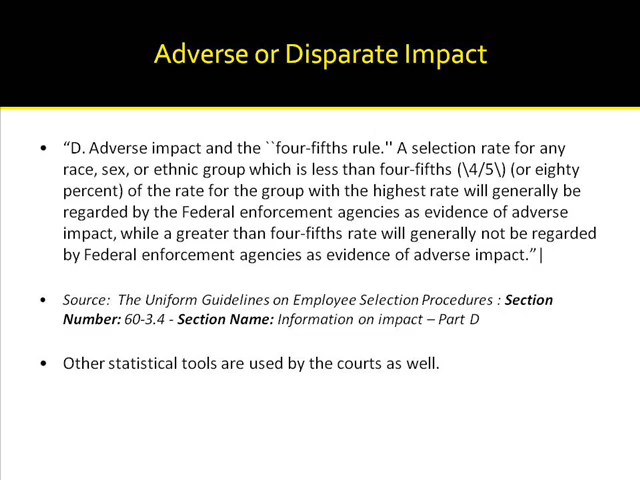 Adverse or Disparate Impact
• “D. Adverse impact and the ``four-fifths rule.'' A selection rate for any
race, sex, or ethnic group which is less than four-fifths (\4/5\) (or eighty
percent) of the rate for the group with the highest rate will generally be
regarded by the Federal enforcement agencies as evidence of adverse
impact, while a greater than four-fifths rate will generally not be regarded
by Federal enforcement agencies as evidence of adverse impact.”|
• Source:  The Uniform Guidelines on Employee Selection Procedures : Section
Number: 60-3.4 - Section Name: Information on impact – Part D
• Other statistical tools are used by the courts as well.